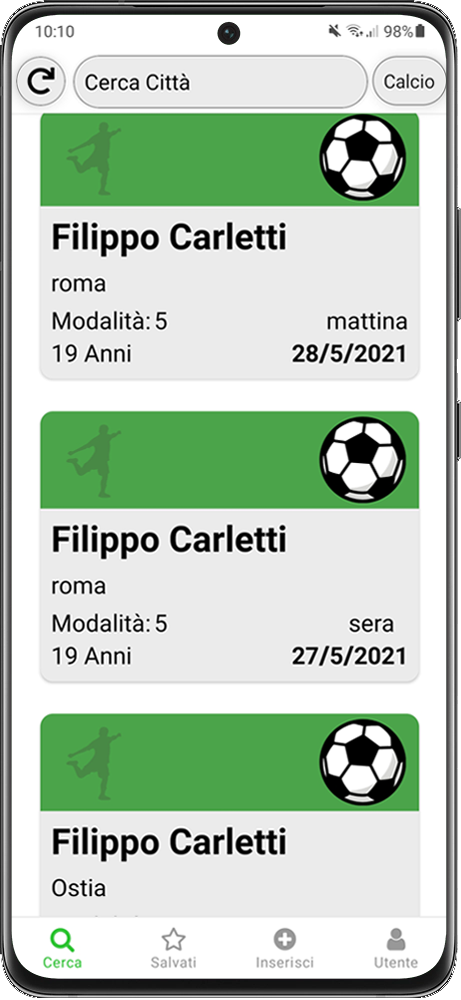 10:10 98%
Cerca Città Calcio
Filippo Carletti
roma
Modalità: 5 mattina
19 Anni 28/5/2021
Filippo Carletti
roma
Modalità: 5 sera
19 Anni 27/5/2021
Filippo Carletti
Ostia
Cerca Salvati Inserisci Utente